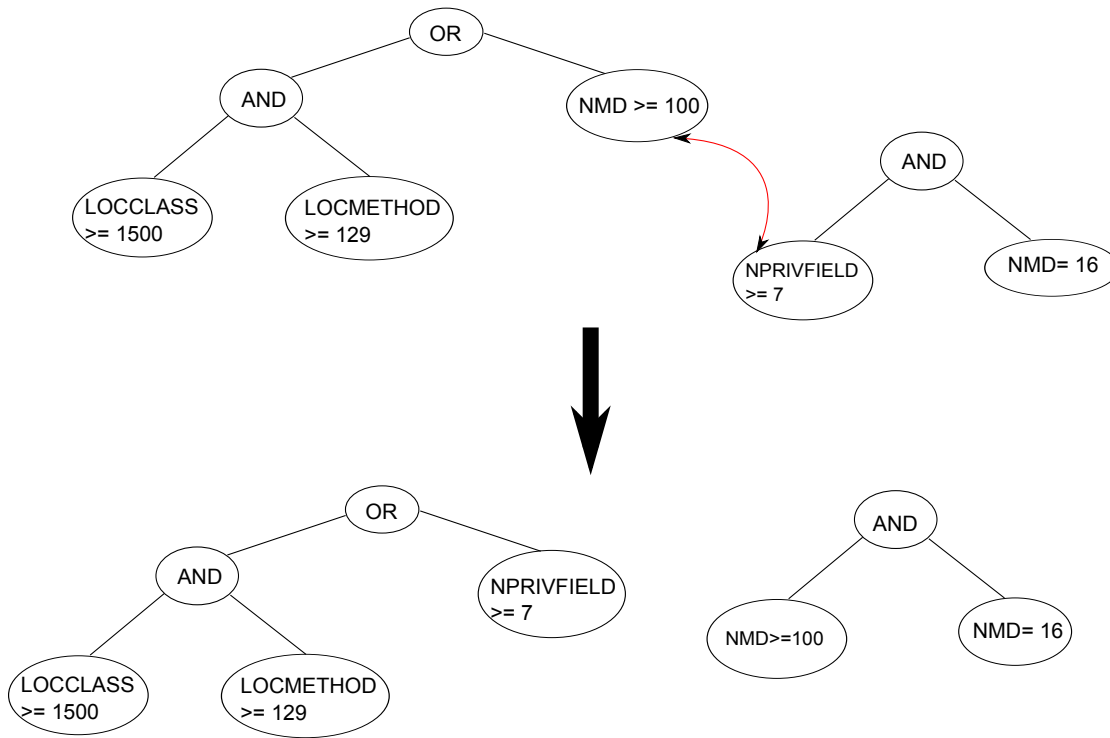 OR
AND
NMD >= 100
AND
LOCCLASS
>= 1500
LOCMETHOD
>= 129
NPRIVFIELD
>= 7
NMD= 16
OR
AND
AND
NPRIVFIELD
>= 7
NMD>=100
NMD= 16
LOCCLASS
>= 1500
LOCMETHOD
>= 129